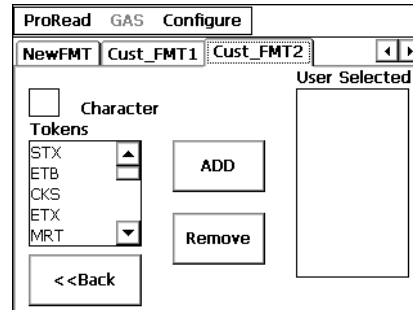 ProRead GAS Configure
NewFMT Cust_FMT1 Cust_FMT2
User Selected
Character
Tokens
STX
ETB
CKS
ETX
MRT
ADD
Remove
<<Back